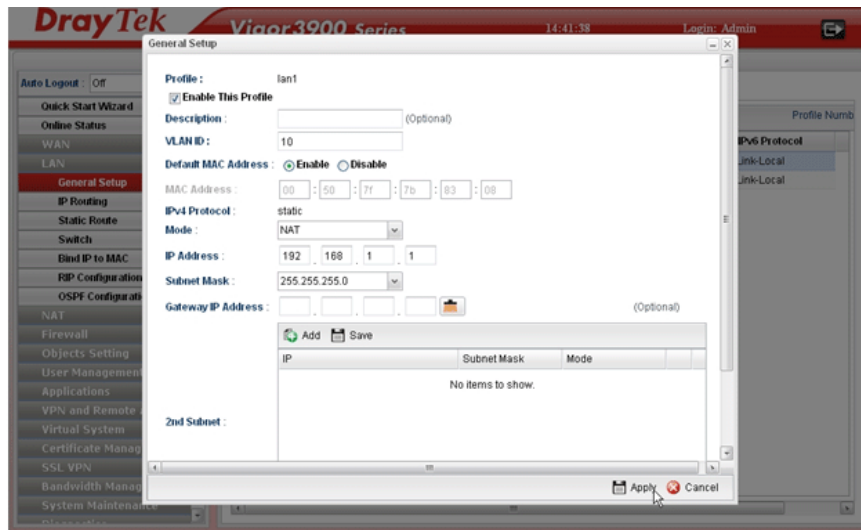 DrayTek Vigor3900 Series 14:41:38 Login: Admin
General Setup
Auto Logout : Off
Quick Start Wizard
Online Status
WAN
LAN
General Setup
IP Routing
Static Route
Switch
Bind IP to MAC
RIP Configuration
OSPF Configurati
NAT
Firewall
Objects Setting
User Management
Applications
VPN and Remote
Virtual System
Certificate Manag
SSL VPN
Bandwidth Manag
System Maintenance
Profile : lan1
Enable This Profile
Description : (Optional)
VLAN ID : 10
Default MAC Address : Enable Disable
MAC Address : 00 : 50 : 7f : 7b : 83 : 08
IPv4 Protocol : static
Mode : NAT
IP Address : 192 . 168 . 1 . 1
Subnet Mask : 255.255.255.0
Gateway IP Address : . . . (Optional)
Add Save
IP Subnet Mask Mode
No items to show.
2nd Subnet :
Apply Cancel
Profile Numb
IPv6 Protocol
Link-Local
Link-Local